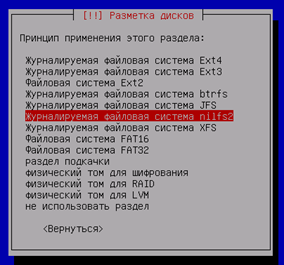 [!!] Разметка дисков
Принцип применения этого раздела:
Журналируемая файловая система Ext4
Журналируемая файловая система Ext3
Файловая система Ext2
Журналируемая файловая система btrfs
Журналируемая файловая система JFS
Журналируемая файловая система nilfs2
Журналируемая файловая система XFS
Файловая система FAT16
Файловая система FAT32
раздел подкачки
физический том для шифрования
физический том для RAID
физический том для LVM
не использовать раздел
<Вернуться>